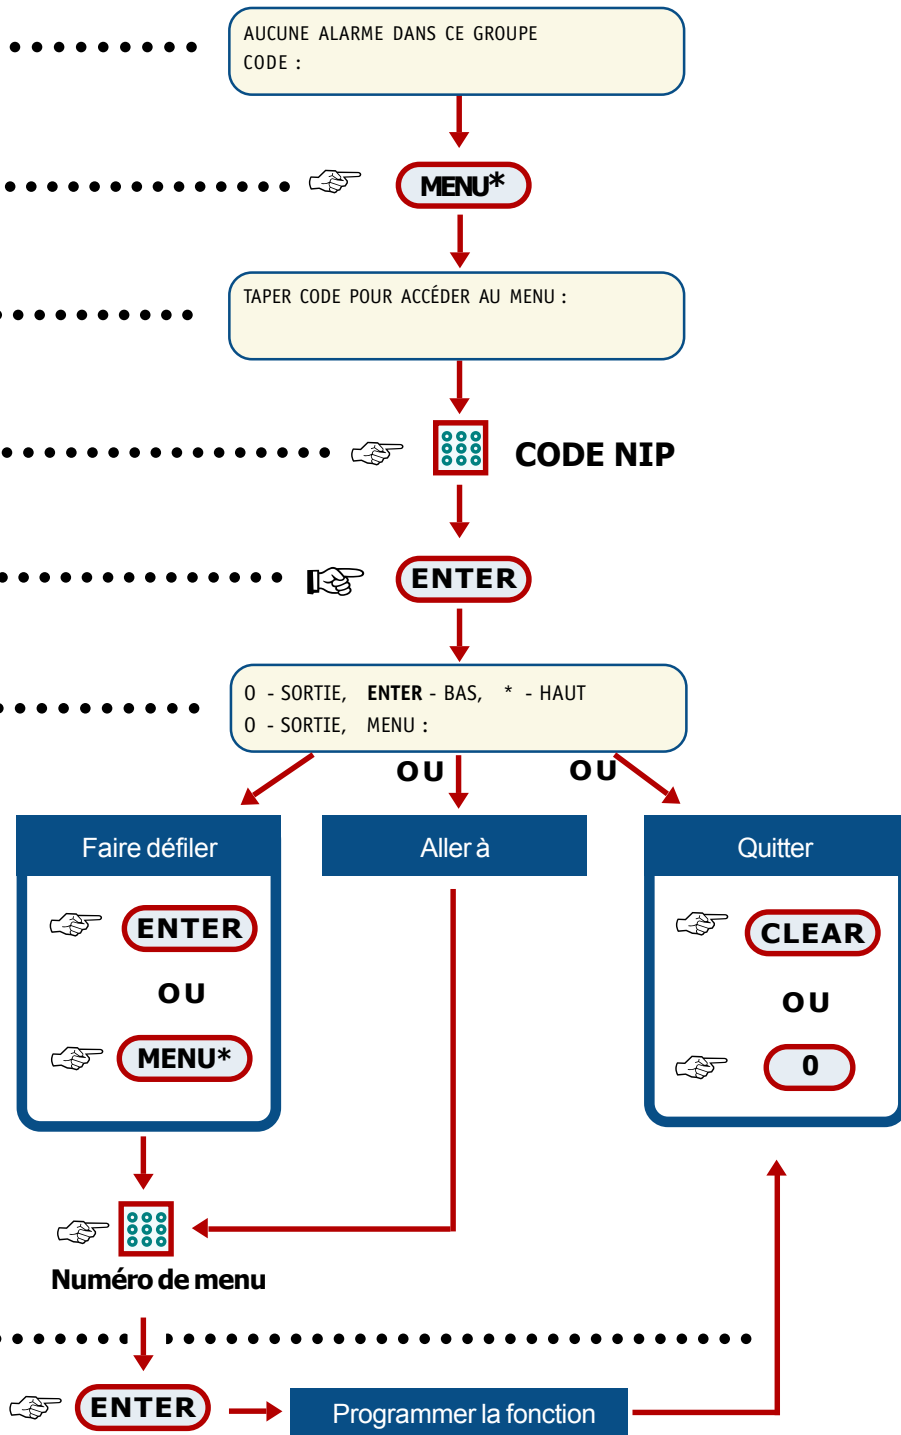 AUCUNE ALARME DANS CE GROUPE
CODE :
MENU*
TAPER CODE POUR ACCÉDER AU MENU :
CODE NIP
ENTER
0 - SORTIE, ENTER - BAS, * - HAUT
0 - SORTIE, MENU :
OU OU
Faire défiler
Aller à
Quitter
ENTER
OU
MENU*
CLEAR
OU
0
Numéro de menu
ENTER
Programmer la fonction